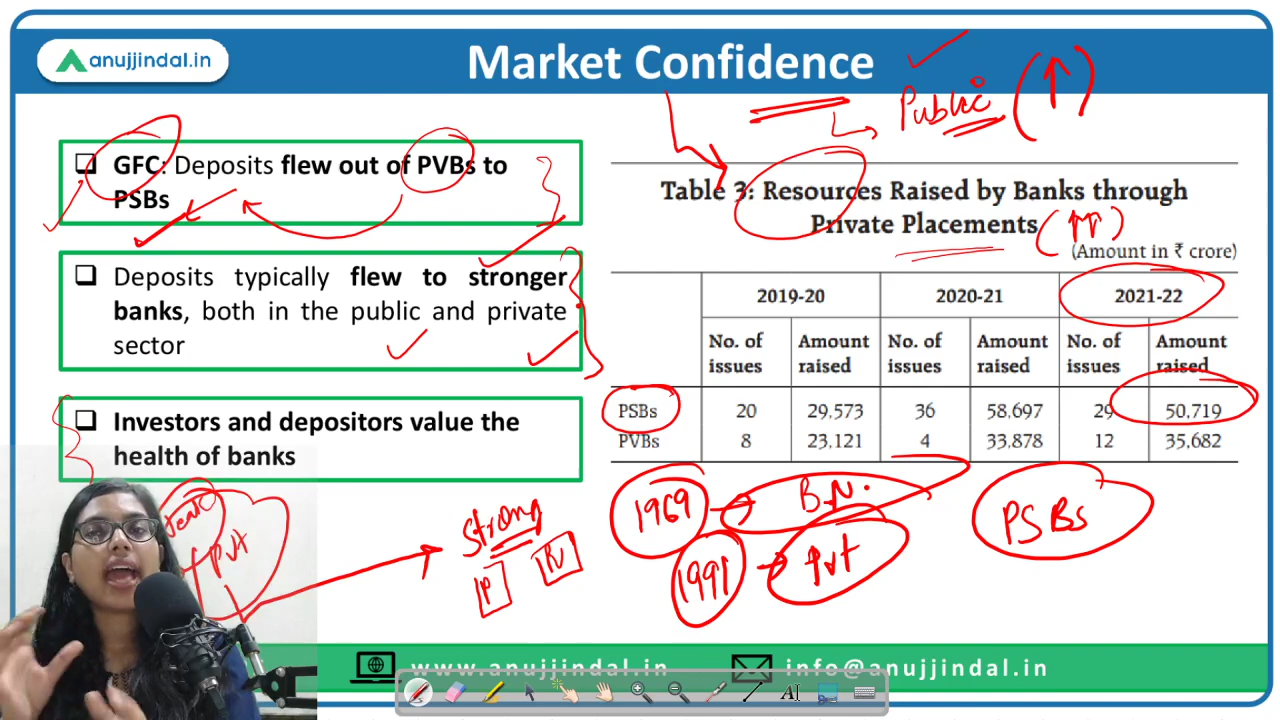 anujjindal.in
Market Confidence
Public (↑)
❑ GFC: Deposits flew out of PVBs to
PSBs
❑ Deposits typically flew to stronger
banks, both in the public and private
sector
❑ Investors and depositors value the
health of banks
Table 3: Resources Raised by Banks through
Private Placements
(↑↑)
(Amount in ₹ crore)
2019-20 2020-21 2021-22
No. of issues Amount raised No. of issues Amount raised No. of issues Amount raised
PSBs 20 29,573 36 58,697 29 50,719
PVBs 8 23,121 4 33,878 12 35,682
1969 → B.N.
PSBs
1991 → Pvt
Strong
P
Pv
Pvt
www.anujjindal.in
info@anujjindal.in